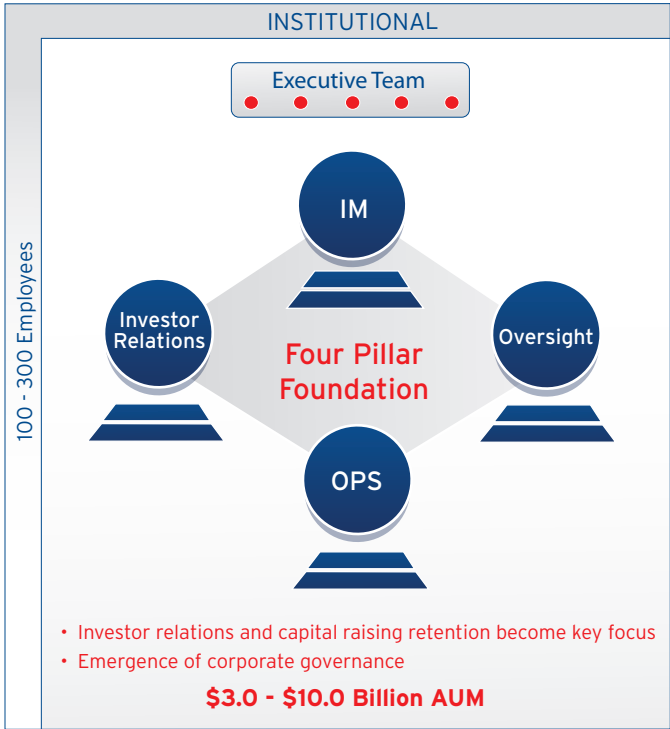 INSTITUTIONAL
Executive Team
100 - 300 Employees
IM
Investor
Relations
Oversight
Four Pillar
Foundation
OPS
• Investor relations and capital raising retention become key focus
• Emergence of corporate governance
$3.0 - $10.0 Billion AUM